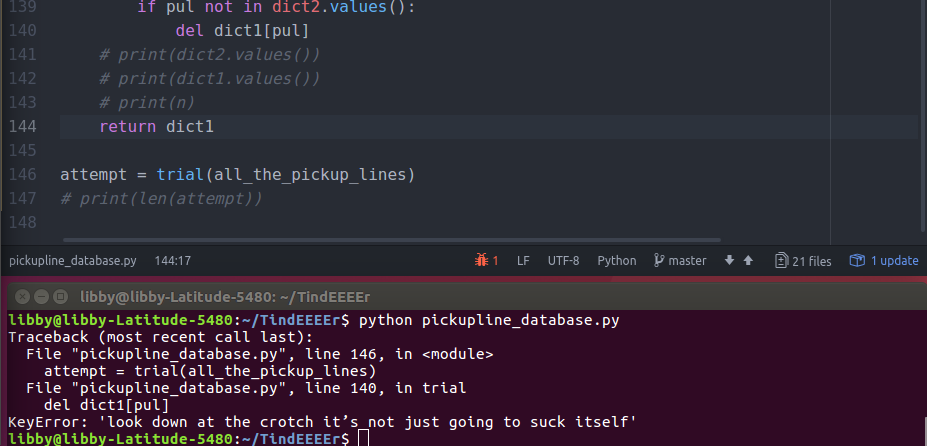 139 if pul not in dict2.values():
140 del dict1[pul]
141 # print(dict2.values())
142 # print(dict1.values())
143 # print(n)
144 return dict1
145
146 attempt = trial(all_the_pickup_lines)
147 # print(len(attempt))
148
pickupline_database.py 144:17 1 LF UTF-8 Python master 21 files 1 update
libby@libby-Latitude-5480: ~/TindEEEEr
libby@libby-Latitude-5480:~/TindEEEEr$ python pickupline_database.py
Traceback (most recent call last):
File "pickupline_database.py", line 146, in <module>
attempt = trial(all_the_pickup_lines)
File "pickupline_database.py", line 140, in trial
del dict1[pul]
KeyError: 'look down at the crotch it’s not just going to suck itself'
libby@libby-Latitude-5480:~/TindEEEEr$